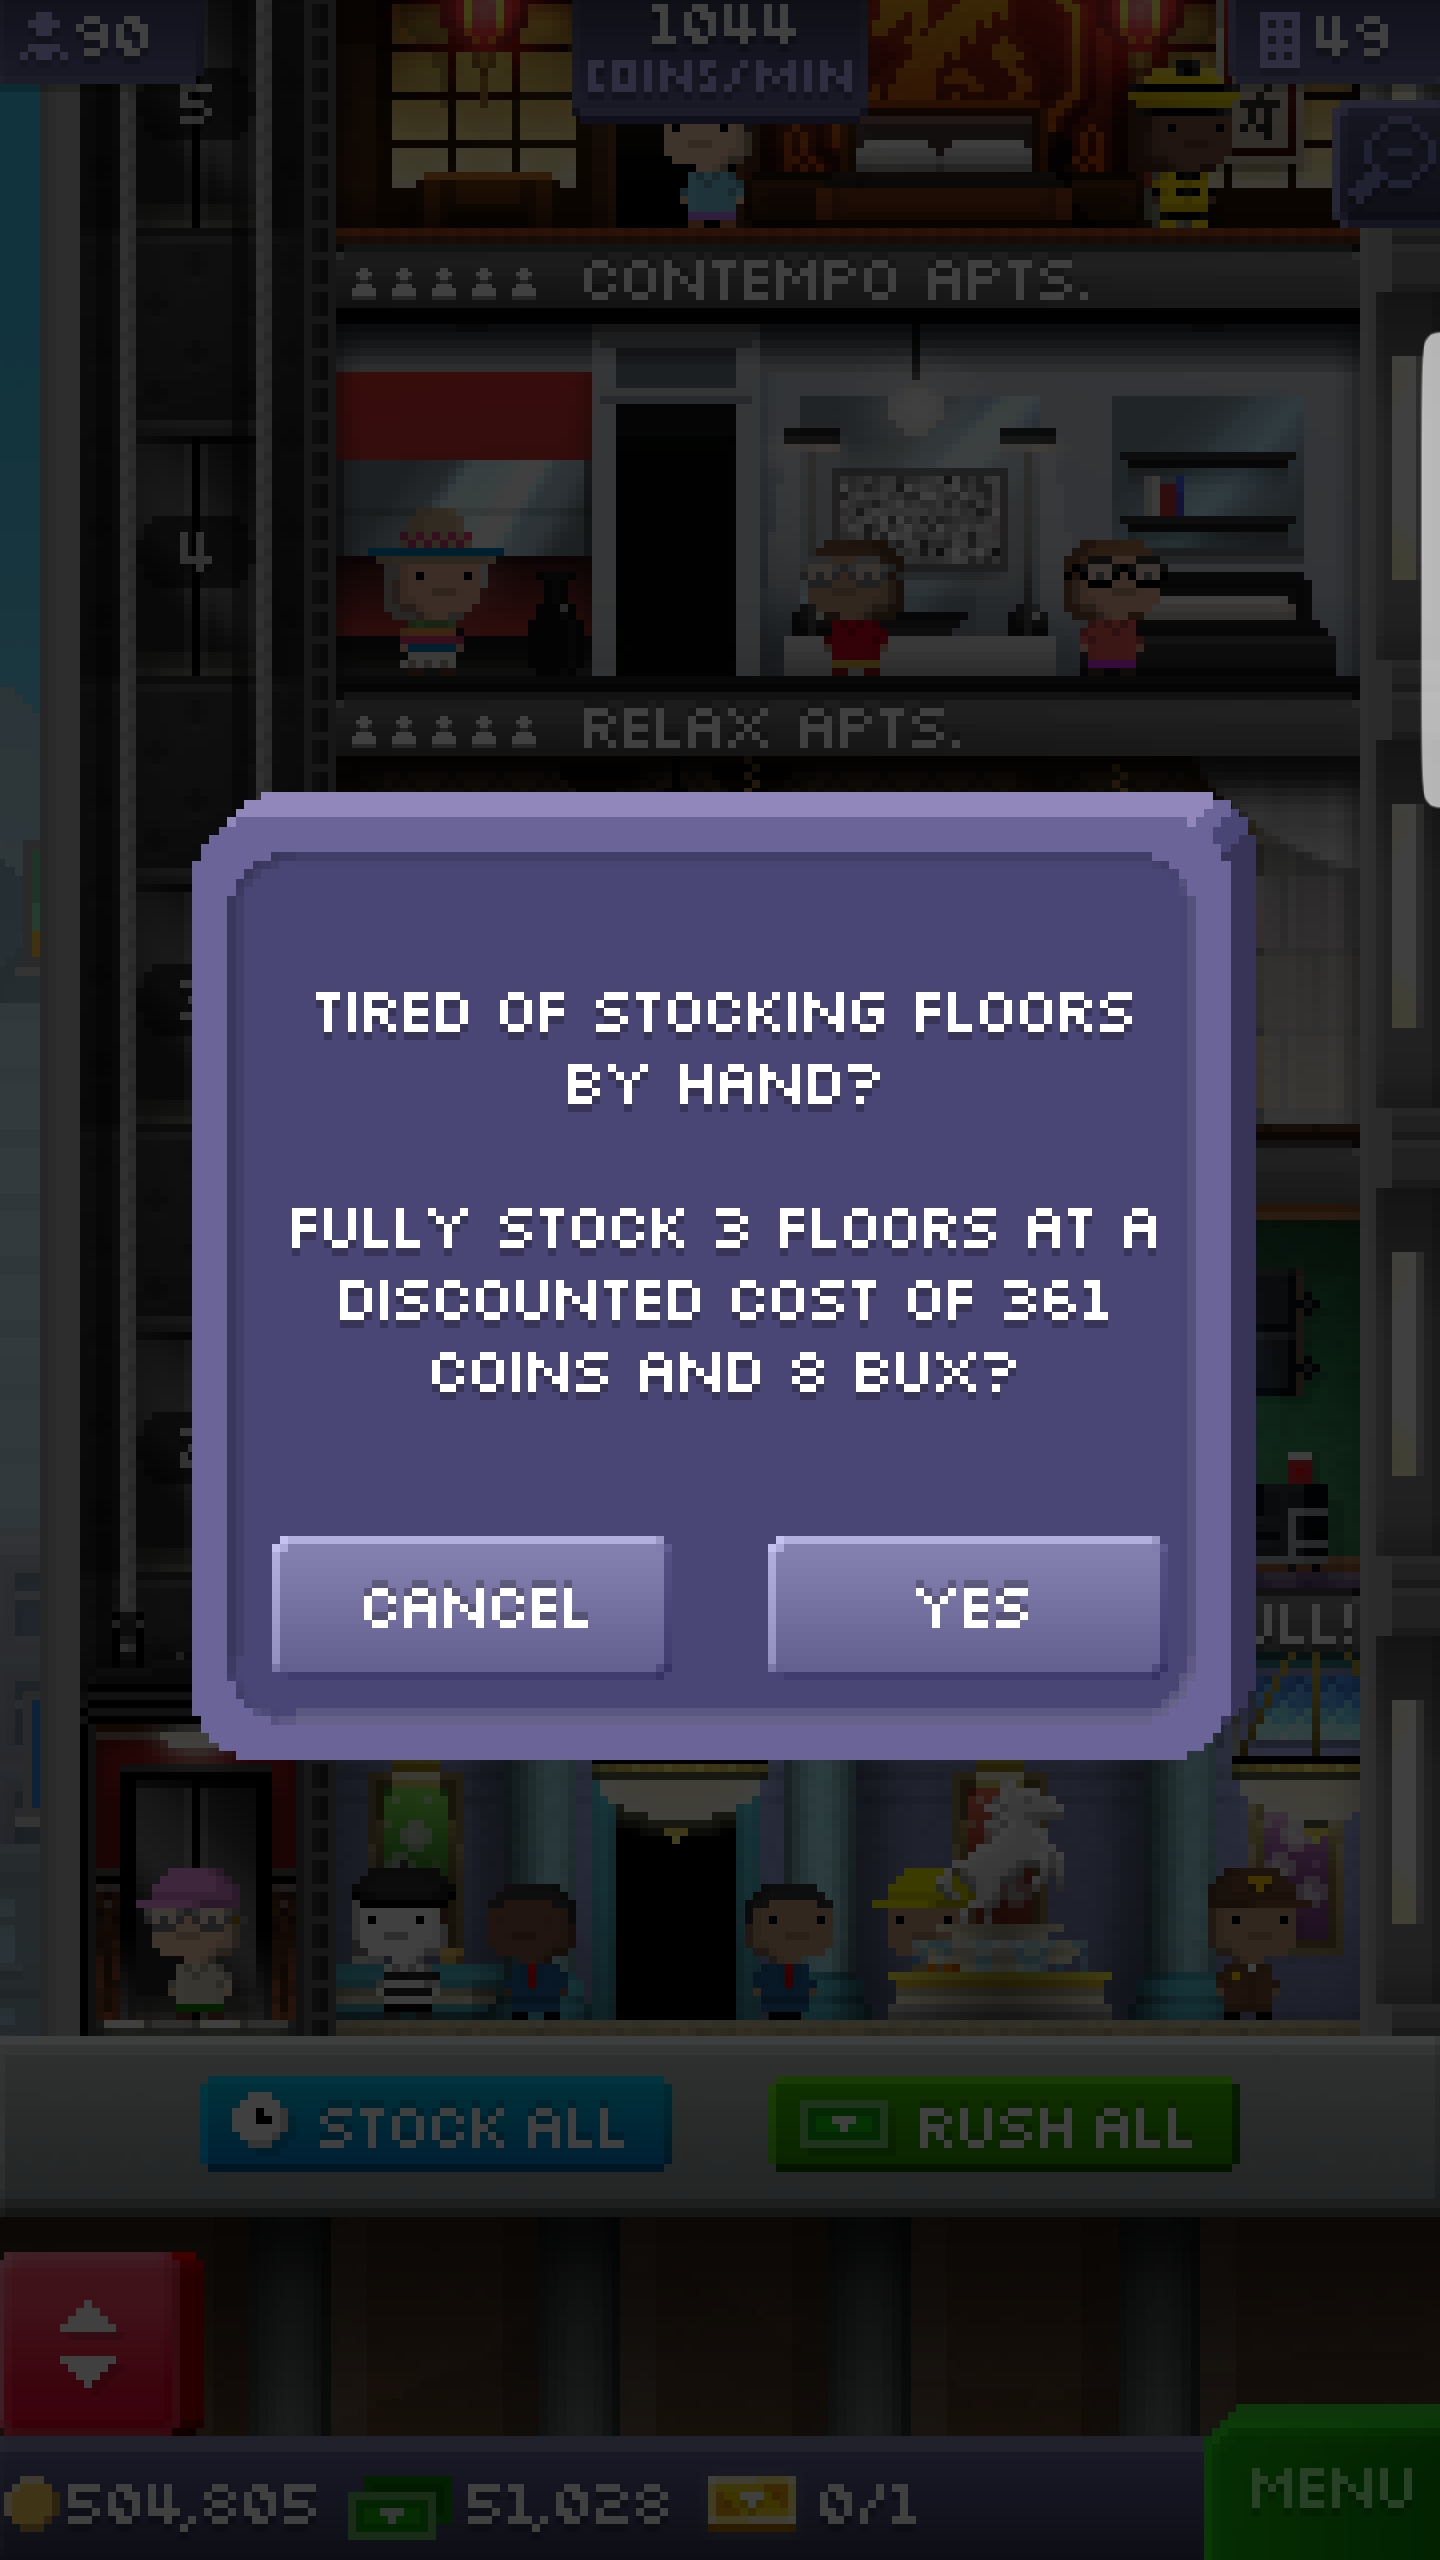 90
1044
COINS/MIN
49
5
CONTEMPO APTS.
4
RELAX APTS.
TIRED OF STOCKING FLOORS
BY HAND?
FULLY STOCK 3 FLOORS AT A
DISCOUNTED COST OF 361
COINS AND 8 BUX?
CANCEL
YES
STOCK ALL
RUSH ALL
504,805
51,028
0/1
MENU